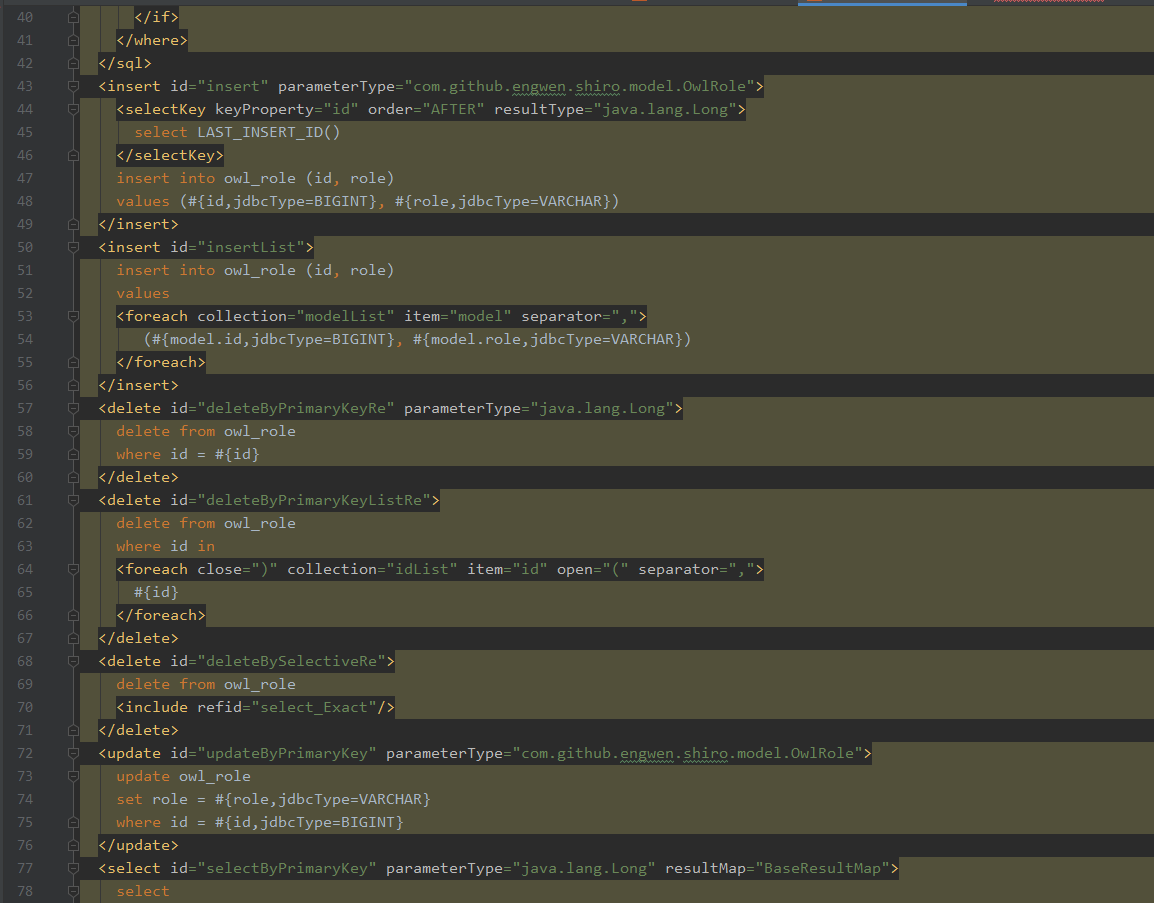 40 </if>
41 </where>
42 </sql>
43 <insert id="insert" parameterType="com.github.engwen.shiro.model.OwlRole">
44 <selectKey keyProperty="id" order="AFTER" resultType="java.lang.Long">
45 select LAST_INSERT_ID()
46 </selectKey>
47 insert into owl_role (id, role)
48 values (#{id,jdbcType=BIGINT}, #{role,jdbcType=VARCHAR})
49 </insert>
50 <insert id="insertList">
51 insert into owl_role (id, role)
52 values
53 <foreach collection="modelList" item="model" separator=",">
54 (#{model.id,jdbcType=BIGINT}, #{model.role,jdbcType=VARCHAR})
55 </foreach>
56 </insert>
57 <delete id="deleteByPrimaryKeyRe" parameterType="java.lang.Long">
58 delete from owl_role
59 where id = #{id}
60 </delete>
61 <delete id="deleteByPrimaryKeyListRe">
62 delete from owl_role
63 where id in
64 <foreach close=")" collection="idList" item="id" open="(" separator=",">
65 #{id}
66 </foreach>
67 </delete>
68 <delete id="deleteBySelectiveRe">
69 delete from owl_role
70 <include refid="select_Exact"/>
71 </delete>
72 <update id="updateByPrimaryKey" parameterType="com.github.engwen.shiro.model.OwlRole">
73 update owl_role
74 set role = #{role,jdbcType=VARCHAR}
75 where id = #{id,jdbcType=BIGINT}
76 </update>
77 <select id="selectByPrimaryKey" parameterType="java.lang.Long" resultMap="BaseResultMap">
78 select